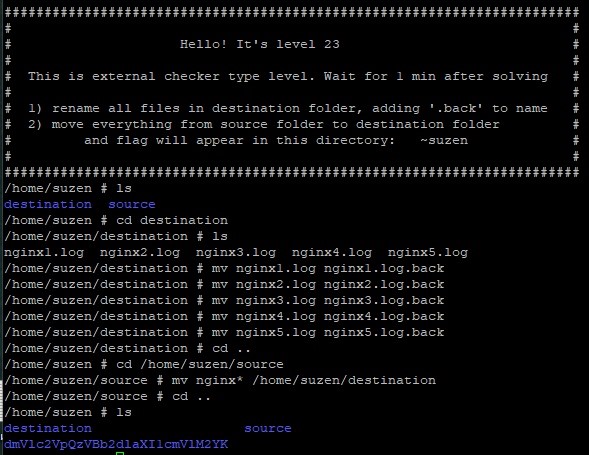 ########################################################################
#                                                                      #
#                     Hello! It's level 23                             #
#                                                                      #
#  This is external checker type level. Wait for 1 min after solving   #
#                                                                      #
#  1) rename all files in destination folder, adding '.back' to name   #
#  2) move everything from source folder to destination folder         #
#         and flag will appear in this directory:   ~suzen             #
#                                                                      #
########################################################################
/home/suzen # ls
destination  source
/home/suzen # cd destination
/home/suzen/destination # ls
nginx1.log  nginx2.log  nginx3.log  nginx4.log  nginx5.log
/home/suzen/destination # mv nginx1.log nginx1.log.back
/home/suzen/destination # mv nginx2.log nginx2.log.back
/home/suzen/destination # mv nginx3.log nginx3.log.back
/home/suzen/destination # mv nginx4.log nginx4.log.back
/home/suzen/destination # mv nginx5.log nginx5.log.back
/home/suzen/destination # cd ..
/home/suzen # cd /home/suzen/source
/home/suzen/source # mv nginx* /home/suzen/destination
/home/suzen/source # cd ..
/home/suzen # ls
destination                   source
dmVlc2VpQzVBb2dlaXI1cmVlM2YK